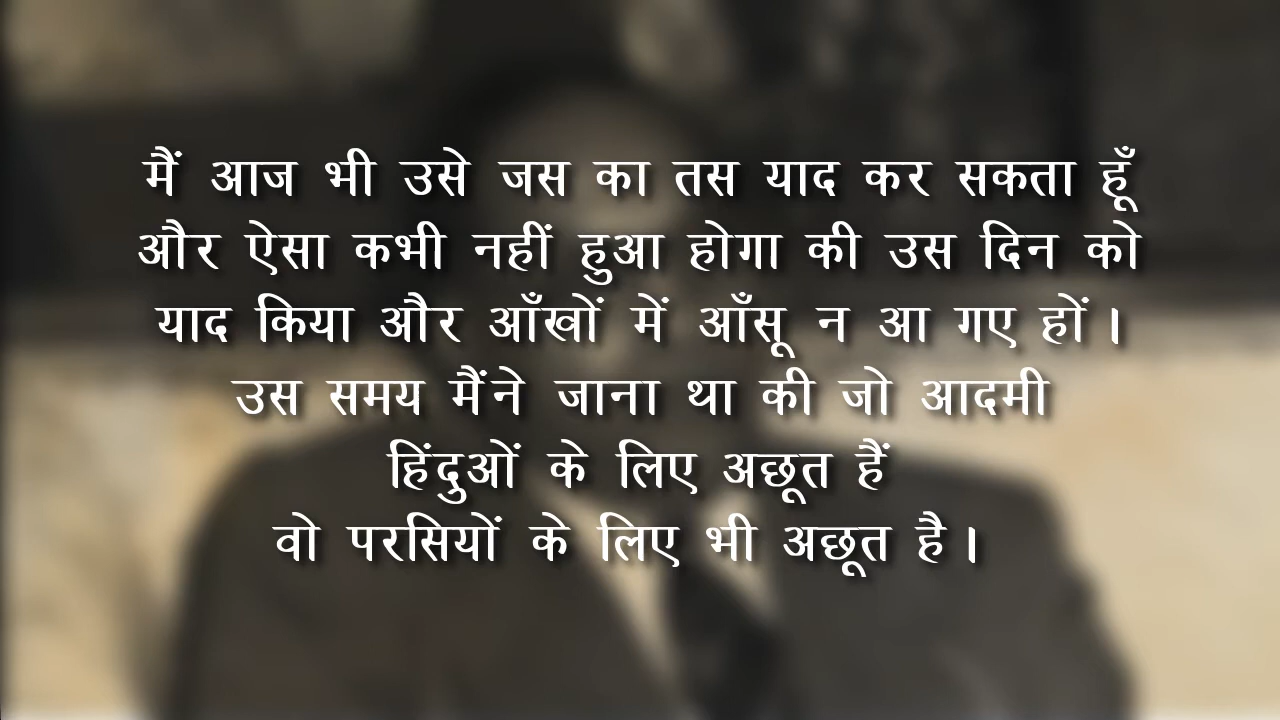 मैं आज भी उसे जस का तस याद कर सकता हूँ
और ऐसा कभी नहीं हुआ होगा की उस दिन को
याद किया और आँखों में आँसू न आ गए हों।
उस समय मैंने जाना था की जो आदमी
हिंदुओं के लिए अछूत हैं
वो परसियों के लिए भी अछूत है।